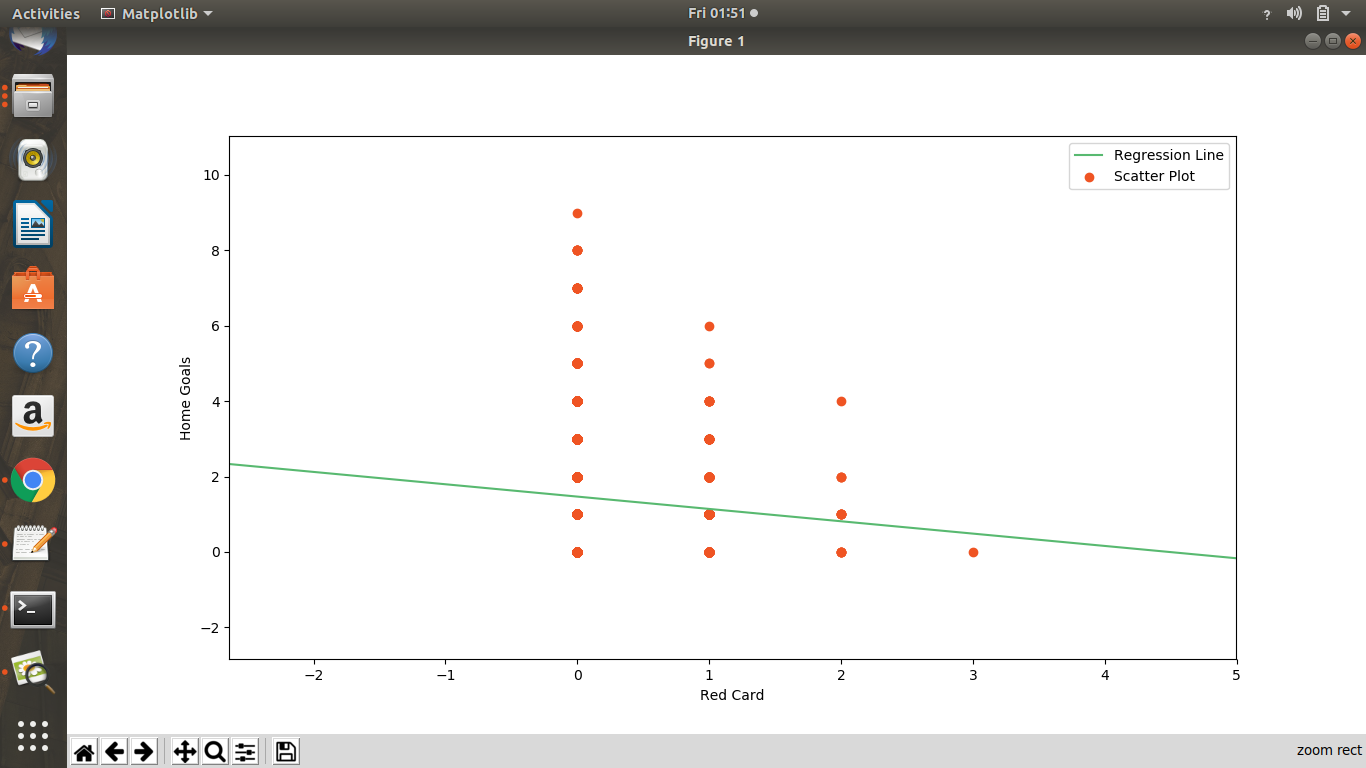 Activities Matplotlib Fri 01:51 ?
Figure 1
Regression Line
Scatter Plot
10
8
6
4
2
0
−2
Home Goals
−2 −1 0 1 2 3 4 5
Red Card
zoom rect